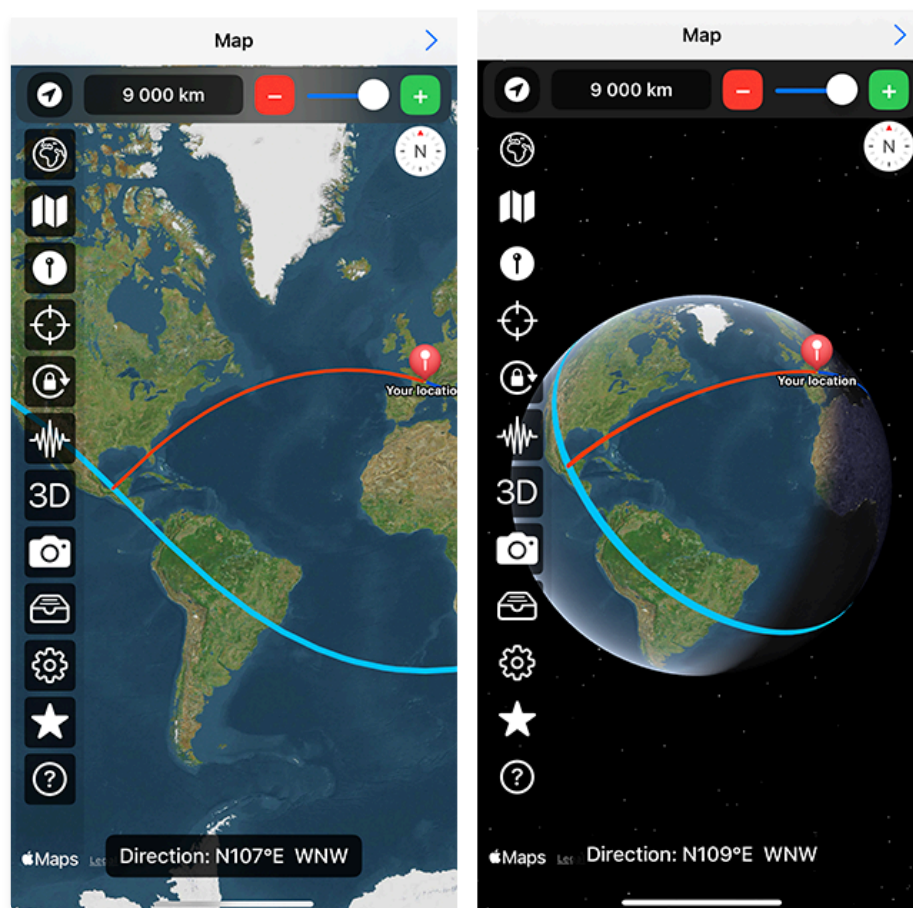 Map
9 000 km
N
3D
Your locatio
Maps
Direction: N107°E WNW
Map
9 000 km
N
3D
Your location
Maps
Direction: N109°E WNW